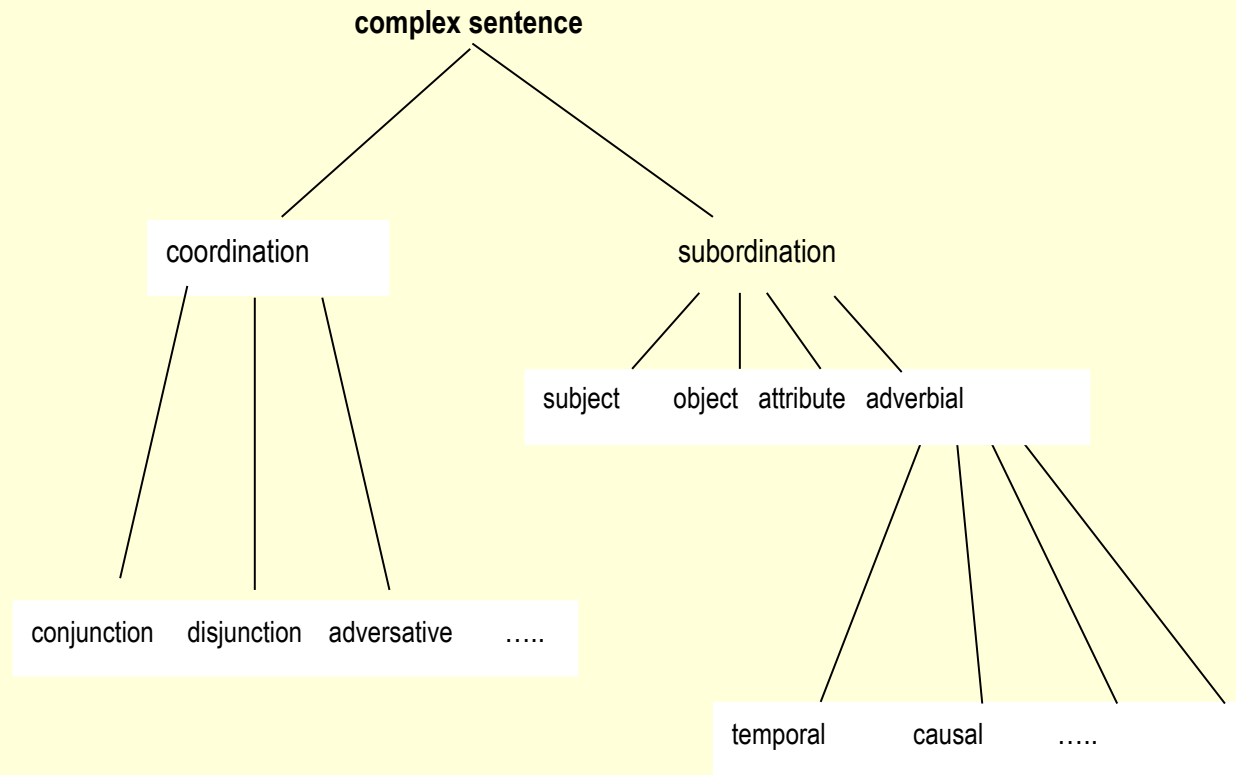 complex sentence
coordination subordination
subject object attribute adverbial
conjunction disjunction adversative …..
temporal causal …..